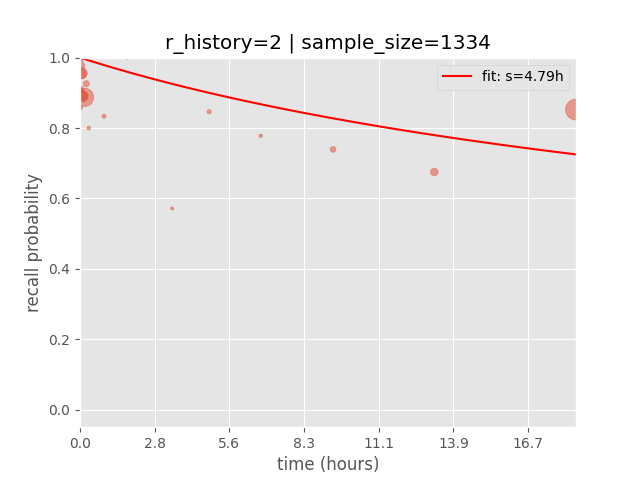 r_history=2 | sample_size=1334
recall probability
1.0
0.8
0.6
0.4
0.2
0.0
fit: s=4.79h
0.0 2.8 5.6 8.3 11.1 13.9 16.7
time (hours)